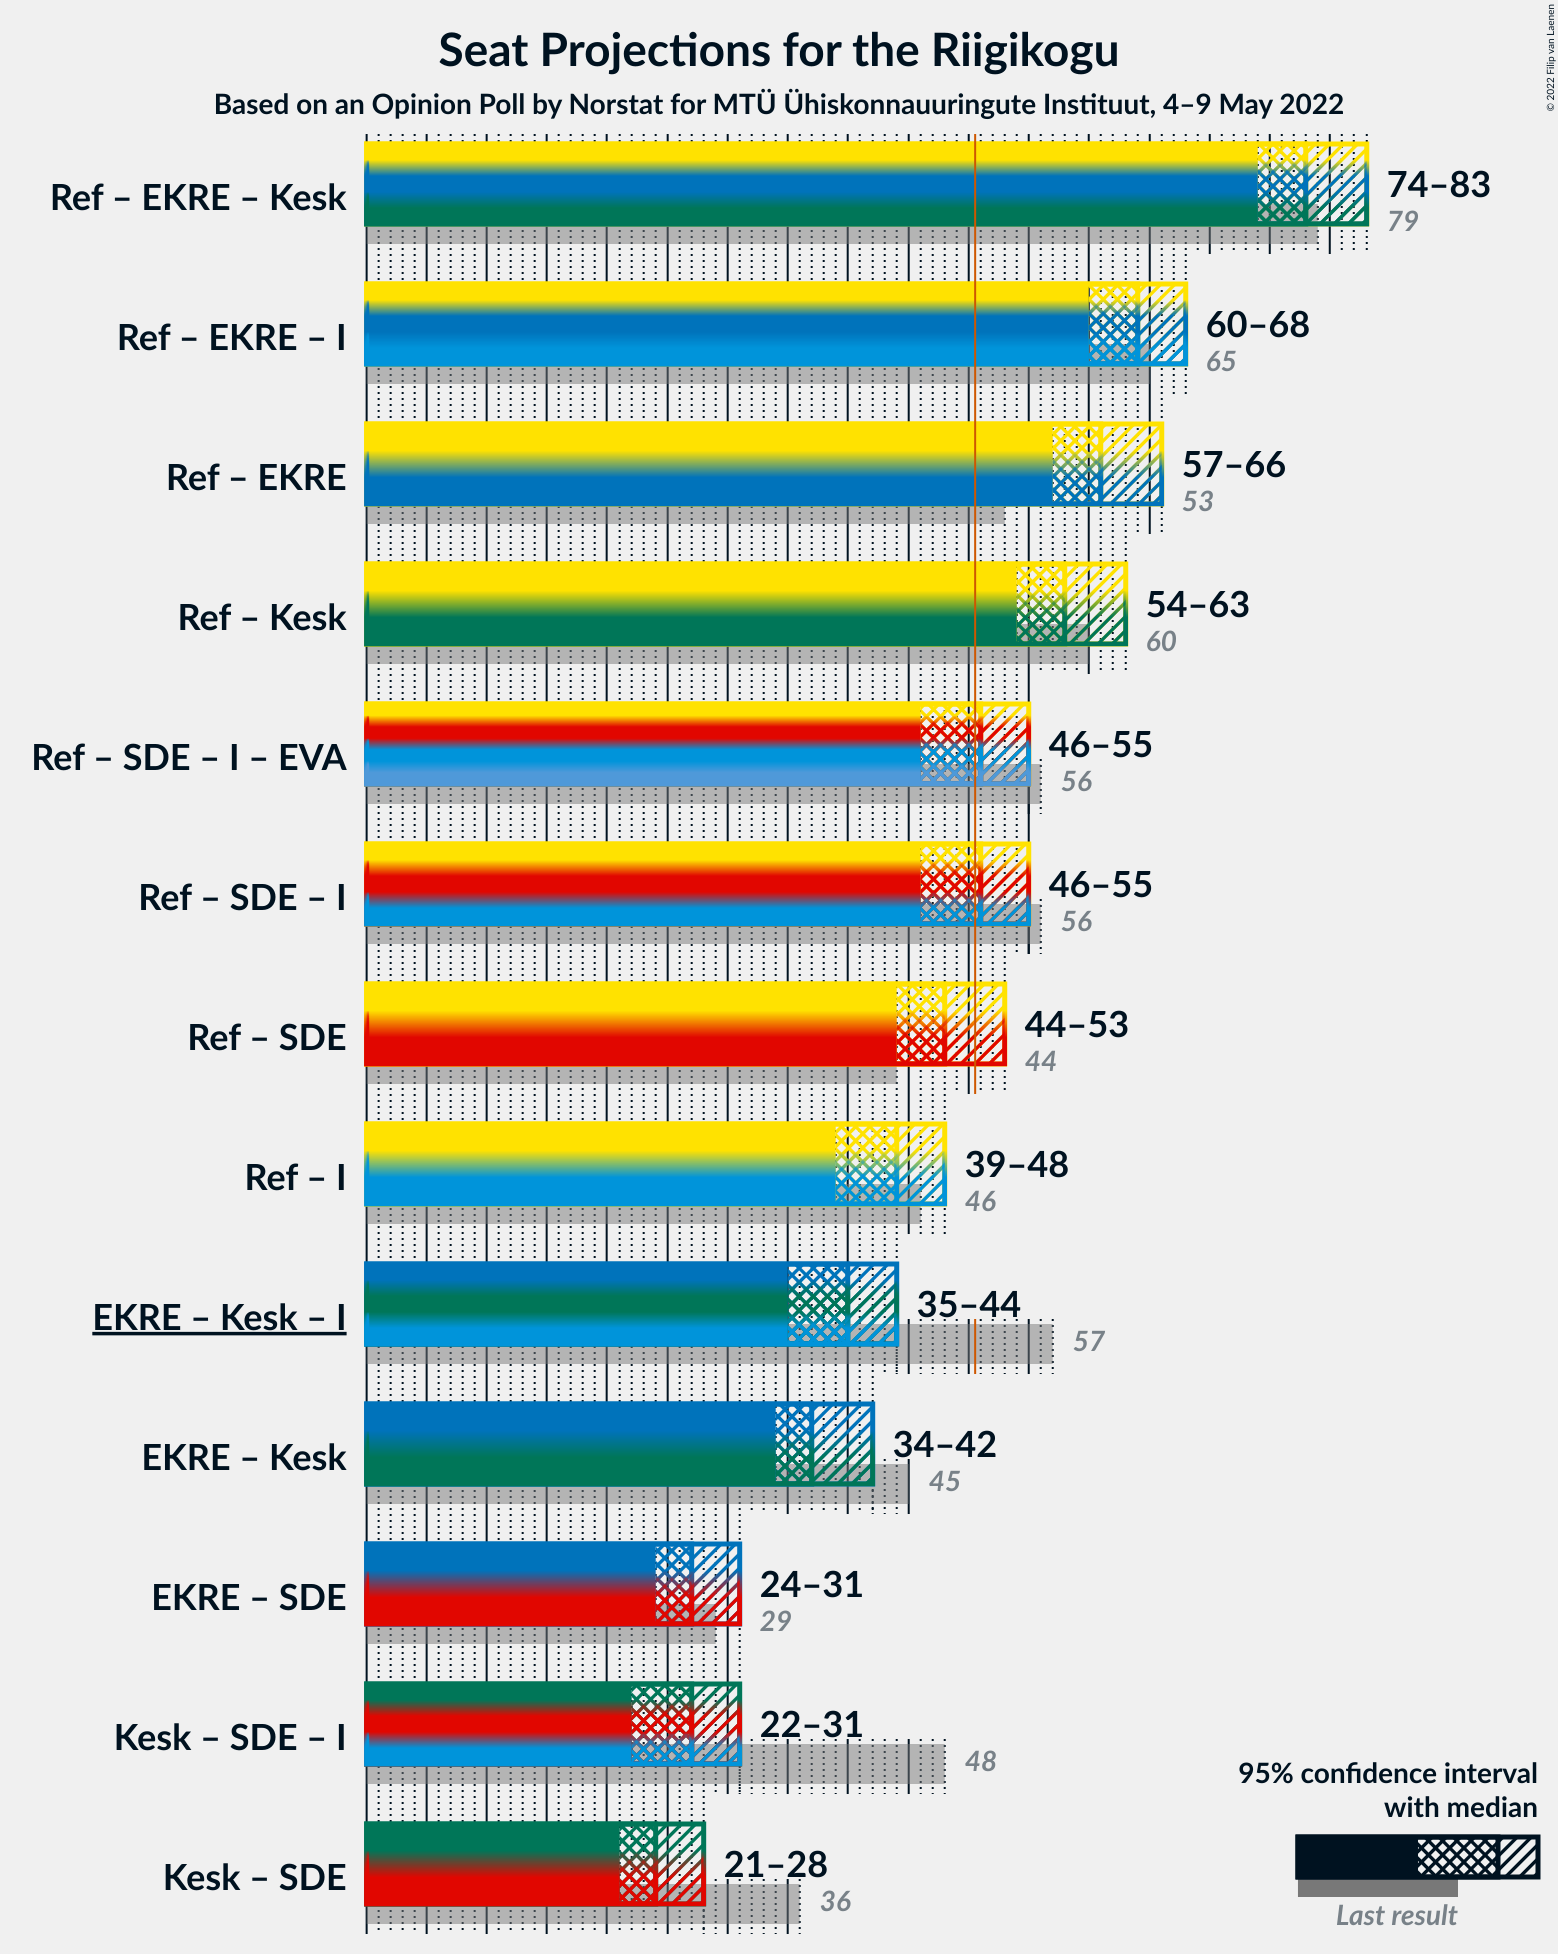 Seat Projections for the Riigikogu
Based on an Opinion Poll by Norstat for MTÜ Ühiskonnauuringute Instituut, 4–9 May 2022
© 2022 Filip van Laenen
Ref – EKRE – Kesk
74–83
79
Ref – EKRE – I
60–68
65
Ref – EKRE
57–66
53
Ref – Kesk
54–63
60
Ref – SDE – I – EVA
46–55
56
Ref – SDE – I
46–55
56
Ref – SDE
44–53
44
Ref – I
39–48
46
EKRE – Kesk – I
35–44
57
EKRE – Kesk
34–42
45
EKRE – SDE
24–31
29
Kesk – SDE – I
22–31
48
Kesk – SDE
21–28
36
95% confidence interval
with median
Last result